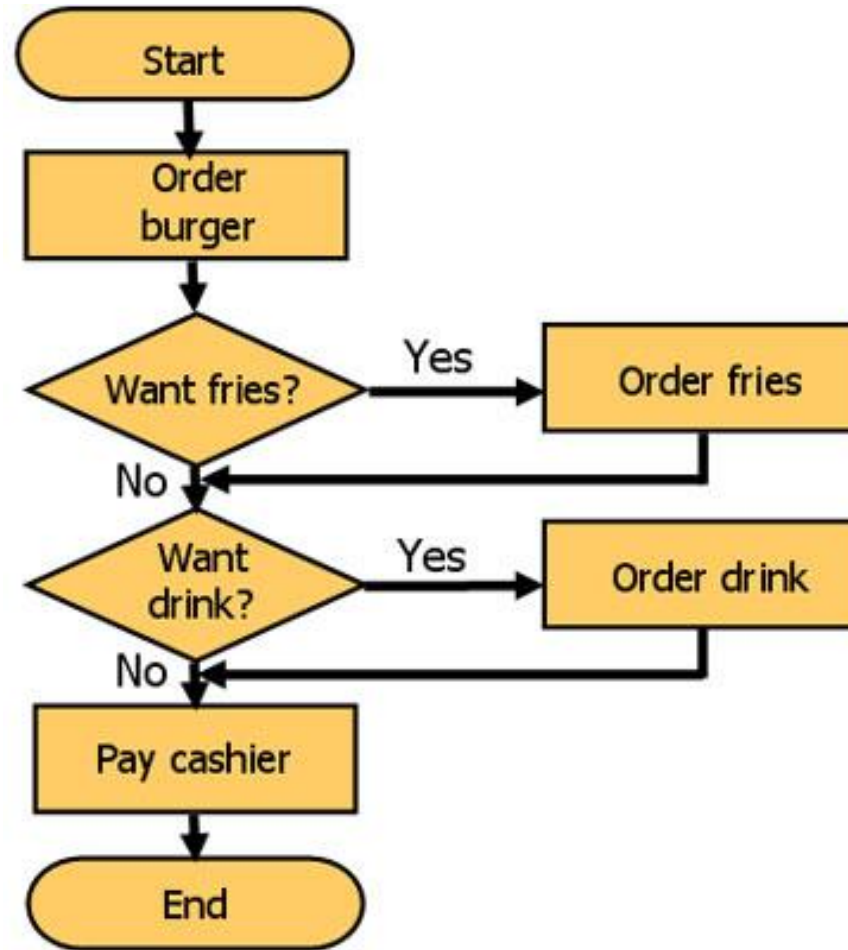 Start
Order
burger
Want fries?
Yes
Order fries
No
Want
drink?
Yes
Order drink
No
Pay cashier
End